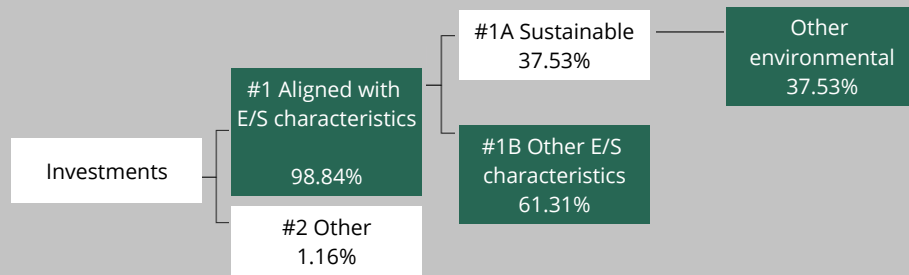 Investments
#1 Aligned with
E/S characteristics
98.84%
#2 Other
1.16%
#1A Sustainable
37.53%
#1B Other E/S
characteristics
61.31%
Other
environmental
37.53%